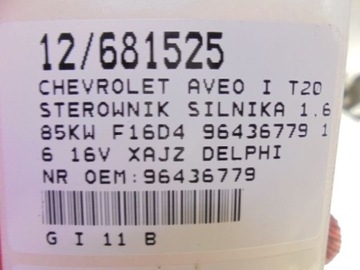 12/681525
CHEVROLET AVEO I T20
STEROWNIK SILNIKA 1.6
85KW F16D4 96436779 1
6 16V XAJZ DELPHI
NR OEM:96436779
G I 11 B